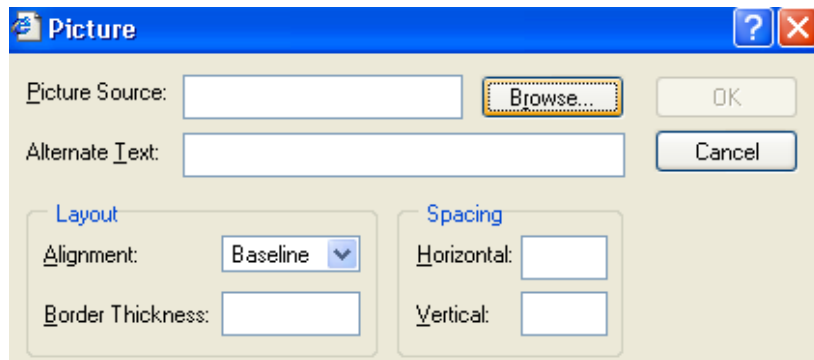 Picture
Picture Source: Browse... OK
Alternate Text: Cancel
Layout Spacing
Alignment: Baseline Horizontal:
Border Thickness: Vertical: